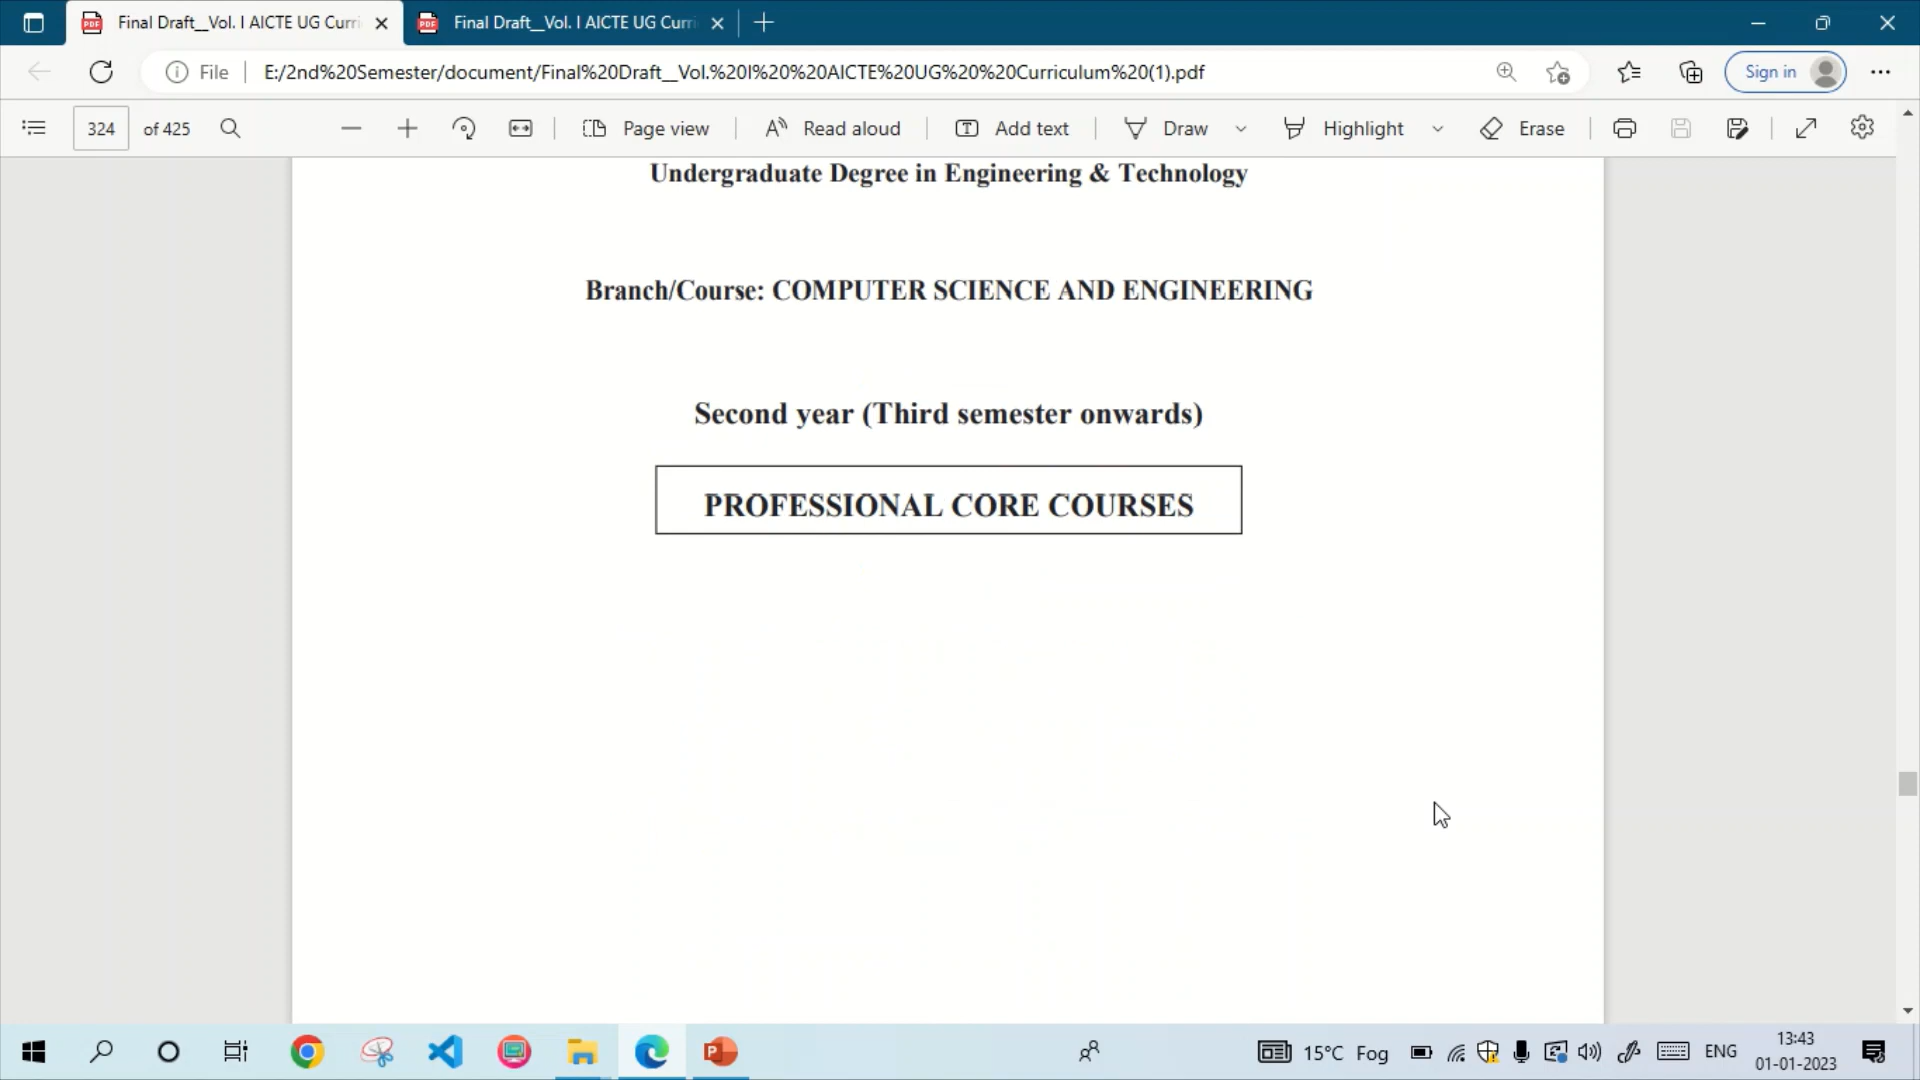 Final Draft__Vol. I AICTE UG Curri
Final Draft__Vol. I AICTE UG Curri
File
E:/2nd%20Semester/document/Final%20Draft__Vol.%20I%20%20AICTE%20UG%20%20Curriculum%20(1).pdf
Sign in
324 of 425
Page view
Read aloud
Add text
Draw
Highlight
Erase
Undergraduate Degree in Engineering & Technology
Branch/Course: COMPUTER SCIENCE AND ENGINEERING
Second year (Third semester onwards)
PROFESSIONAL CORE COURSES
15°C Fog
ENG
13:43
01-01-2023